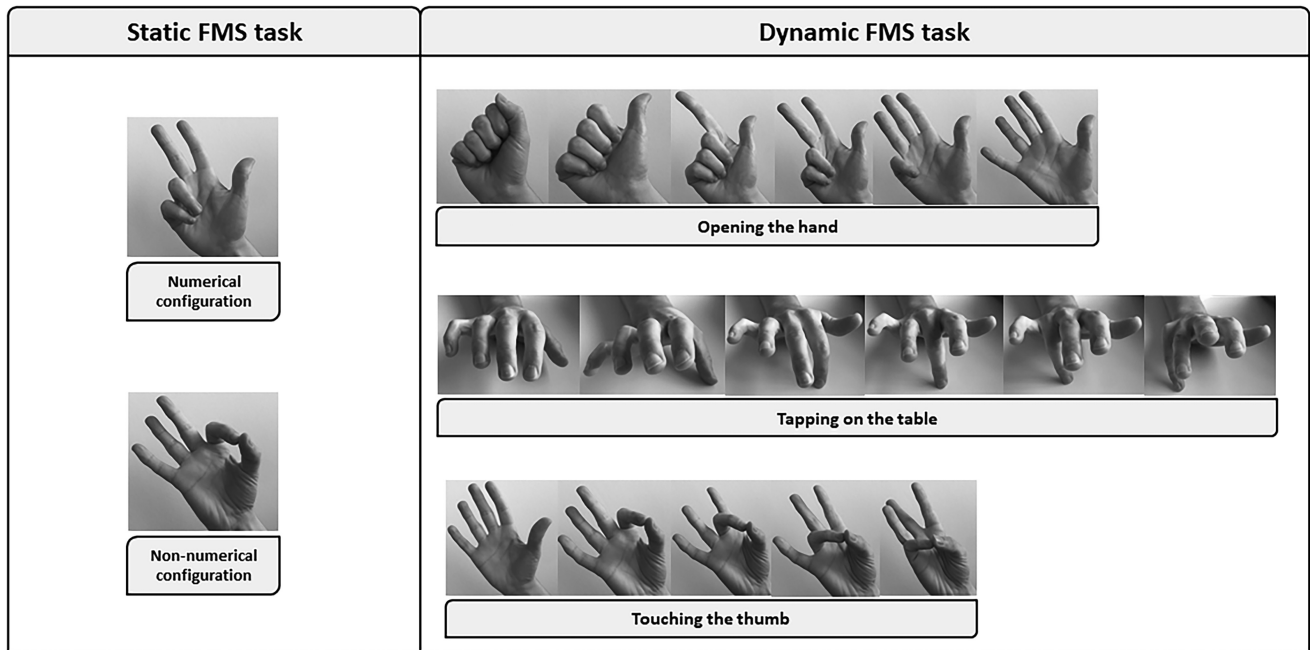 Static FMS task
Dynamic FMS task
Numerical
configuration
Non-numerical
configuration
Opening the hand
Tapping on the table
Touching the thumb